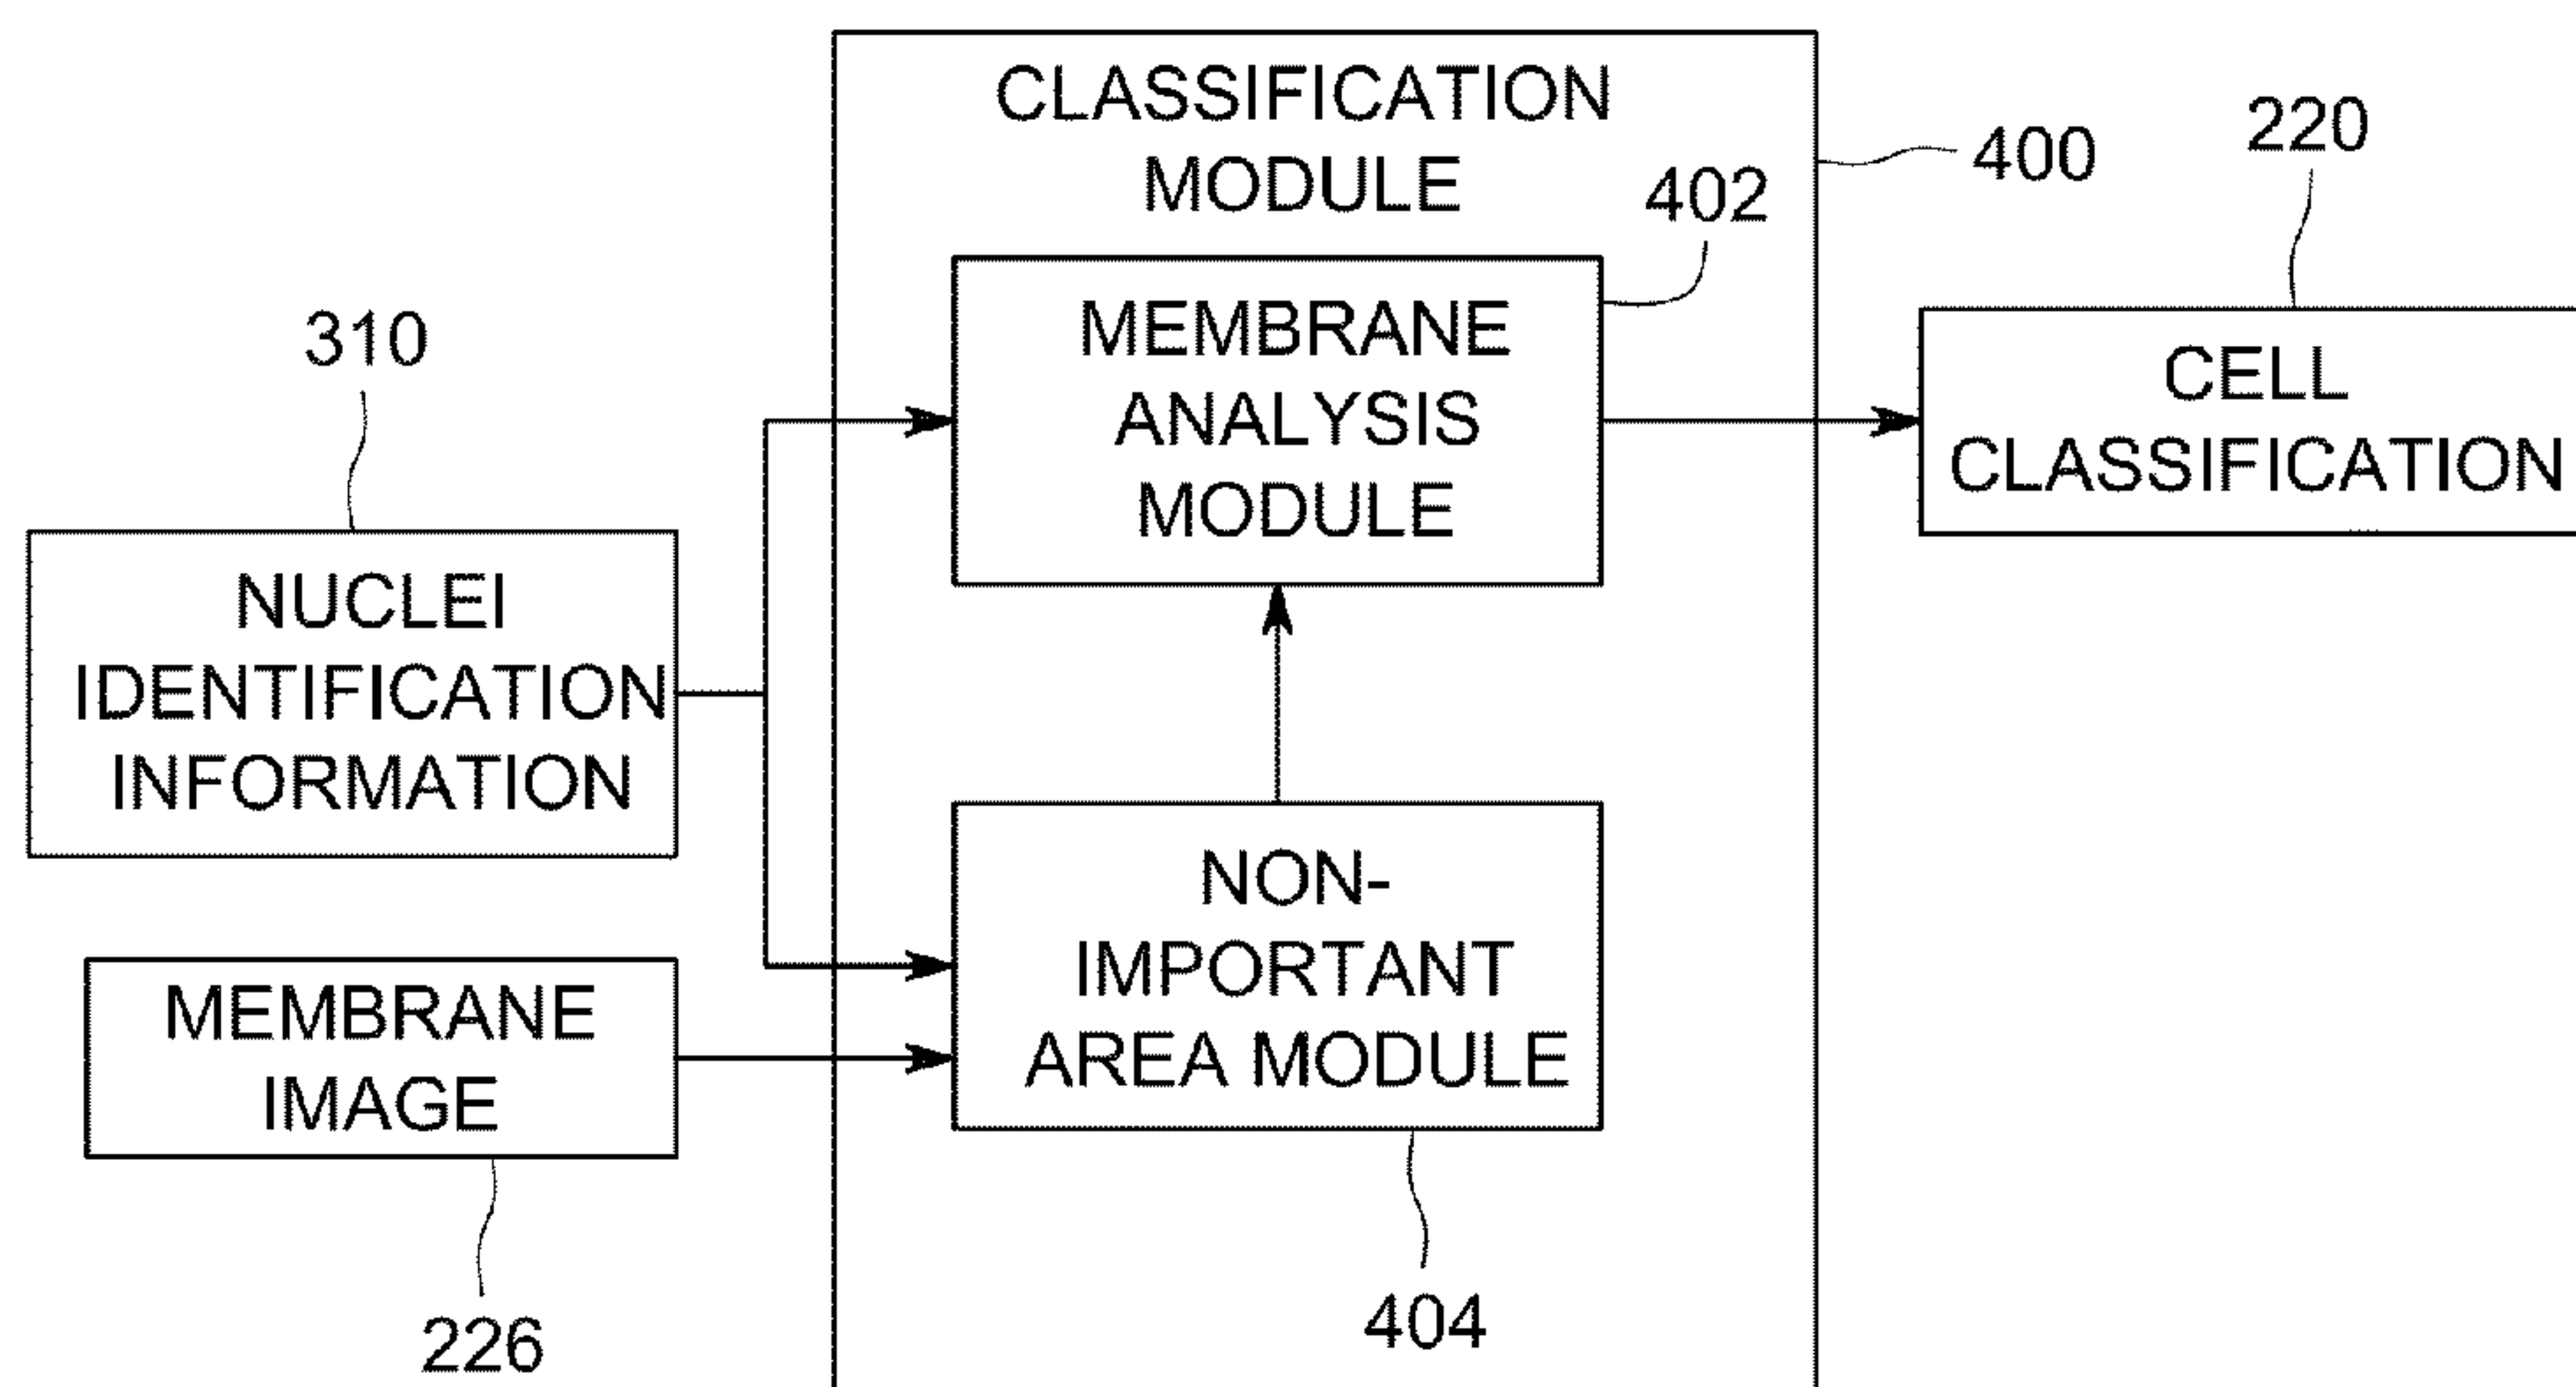 CLASSIFICATION
MODULE
400
402
MEMBRANE
ANALYSIS
MODULE
220
CELL
CLASSIFICATION
310
NUCLEI
IDENTIFICATION
INFORMATION
NON-
IMPORTANT
AREA MODULE
404
MEMBRANE
IMAGE
226